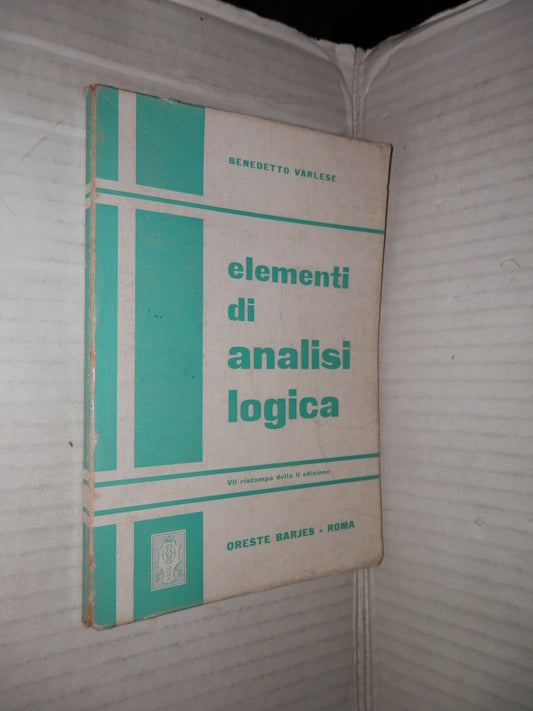 BENEDETTO VARLESE
elementi
di
analisi
logica
VII ristampa della II edizione
ORESTE BARJES - ROMA